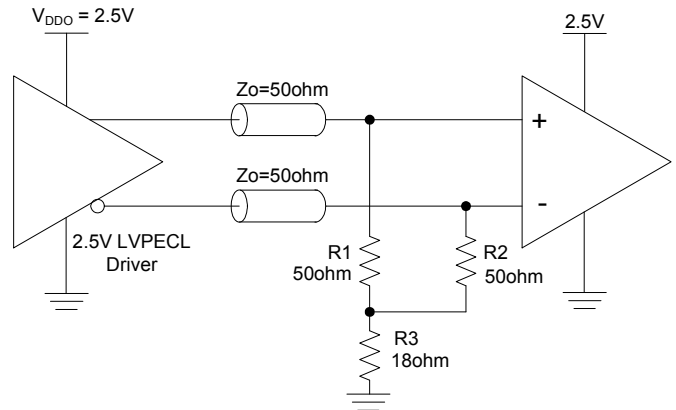 V_DDO = 2.5V
2.5V
Zo=50ohm
+
Zo=50ohm
-
2.5V LVPECL
Driver
R1
50ohm
R2
50ohm
R3
18ohm